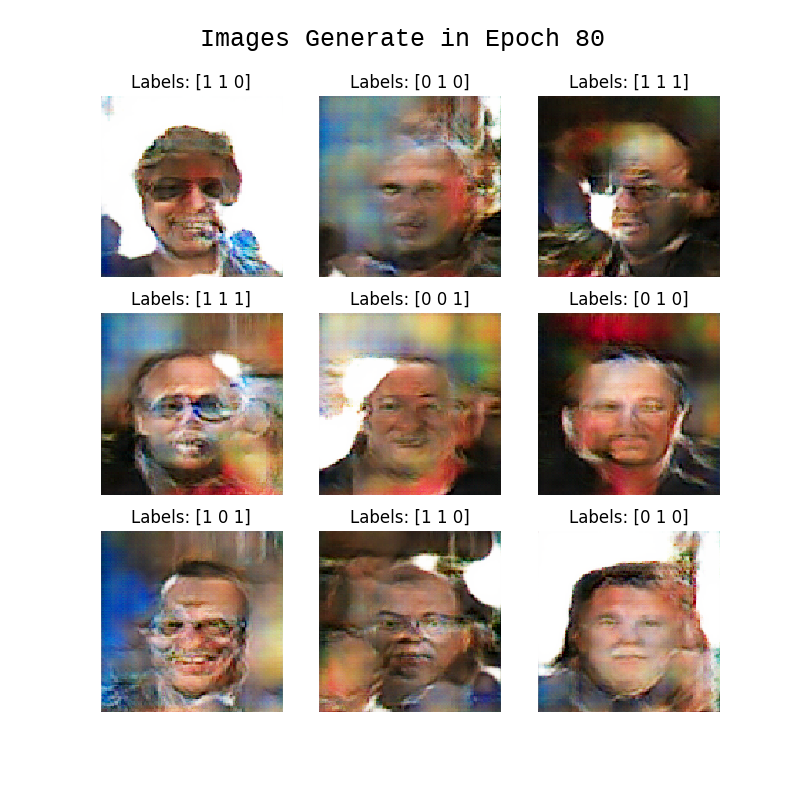 Images Generate in Epoch 80
Labels: [1 1 0]
Labels: [0 1 0]
Labels: [1 1 1]
Labels: [1 1 1]
Labels: [0 0 1]
Labels: [0 1 0]
Labels: [1 0 1]
Labels: [1 1 0]
Labels: [0 1 0]